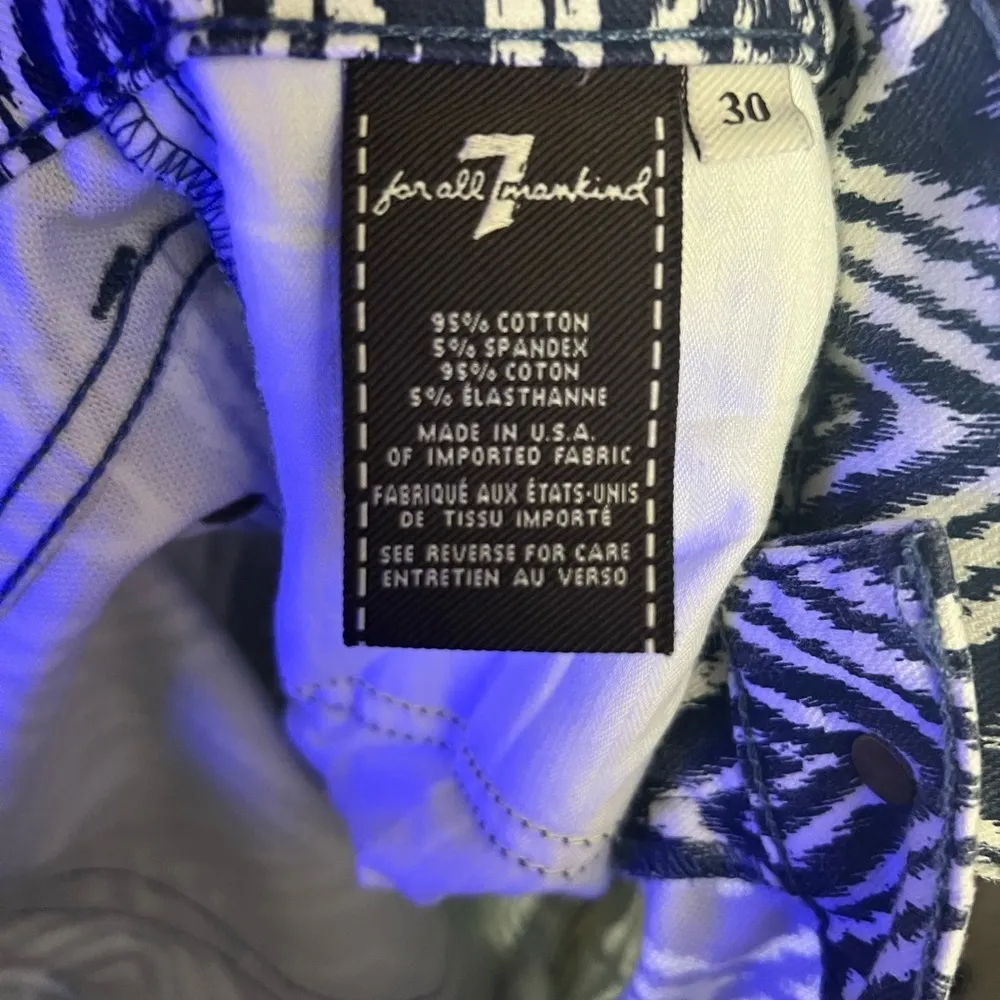 30
7
for all mankind
95% COTTON
5% SPANDEX
95% COTON
5% ÉLASTHANNE
MADE IN U.S.A.
OF IMPORTED FABRIC
FABRIQUÉ AUX ÉTATS-UNIS
DE TISSU IMPORTÉ
SEE REVERSE FOR CARE
ENTRETIEN AU VERSO